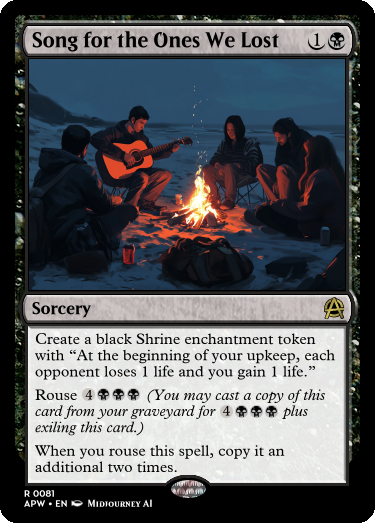 Song for the Ones We Lost 1
Sorcery
Create a black Shrine enchantment token
with “At the beginning of your upkeep, each
opponent loses 1 life and you gain 1 life.”
Rouse 4 (You may cast a copy of this
card from your graveyard for 4 plus
exiling this card.)
When you rouse this spell, copy it an
additional two times.
R 0081
APW • EN Midjourney AI